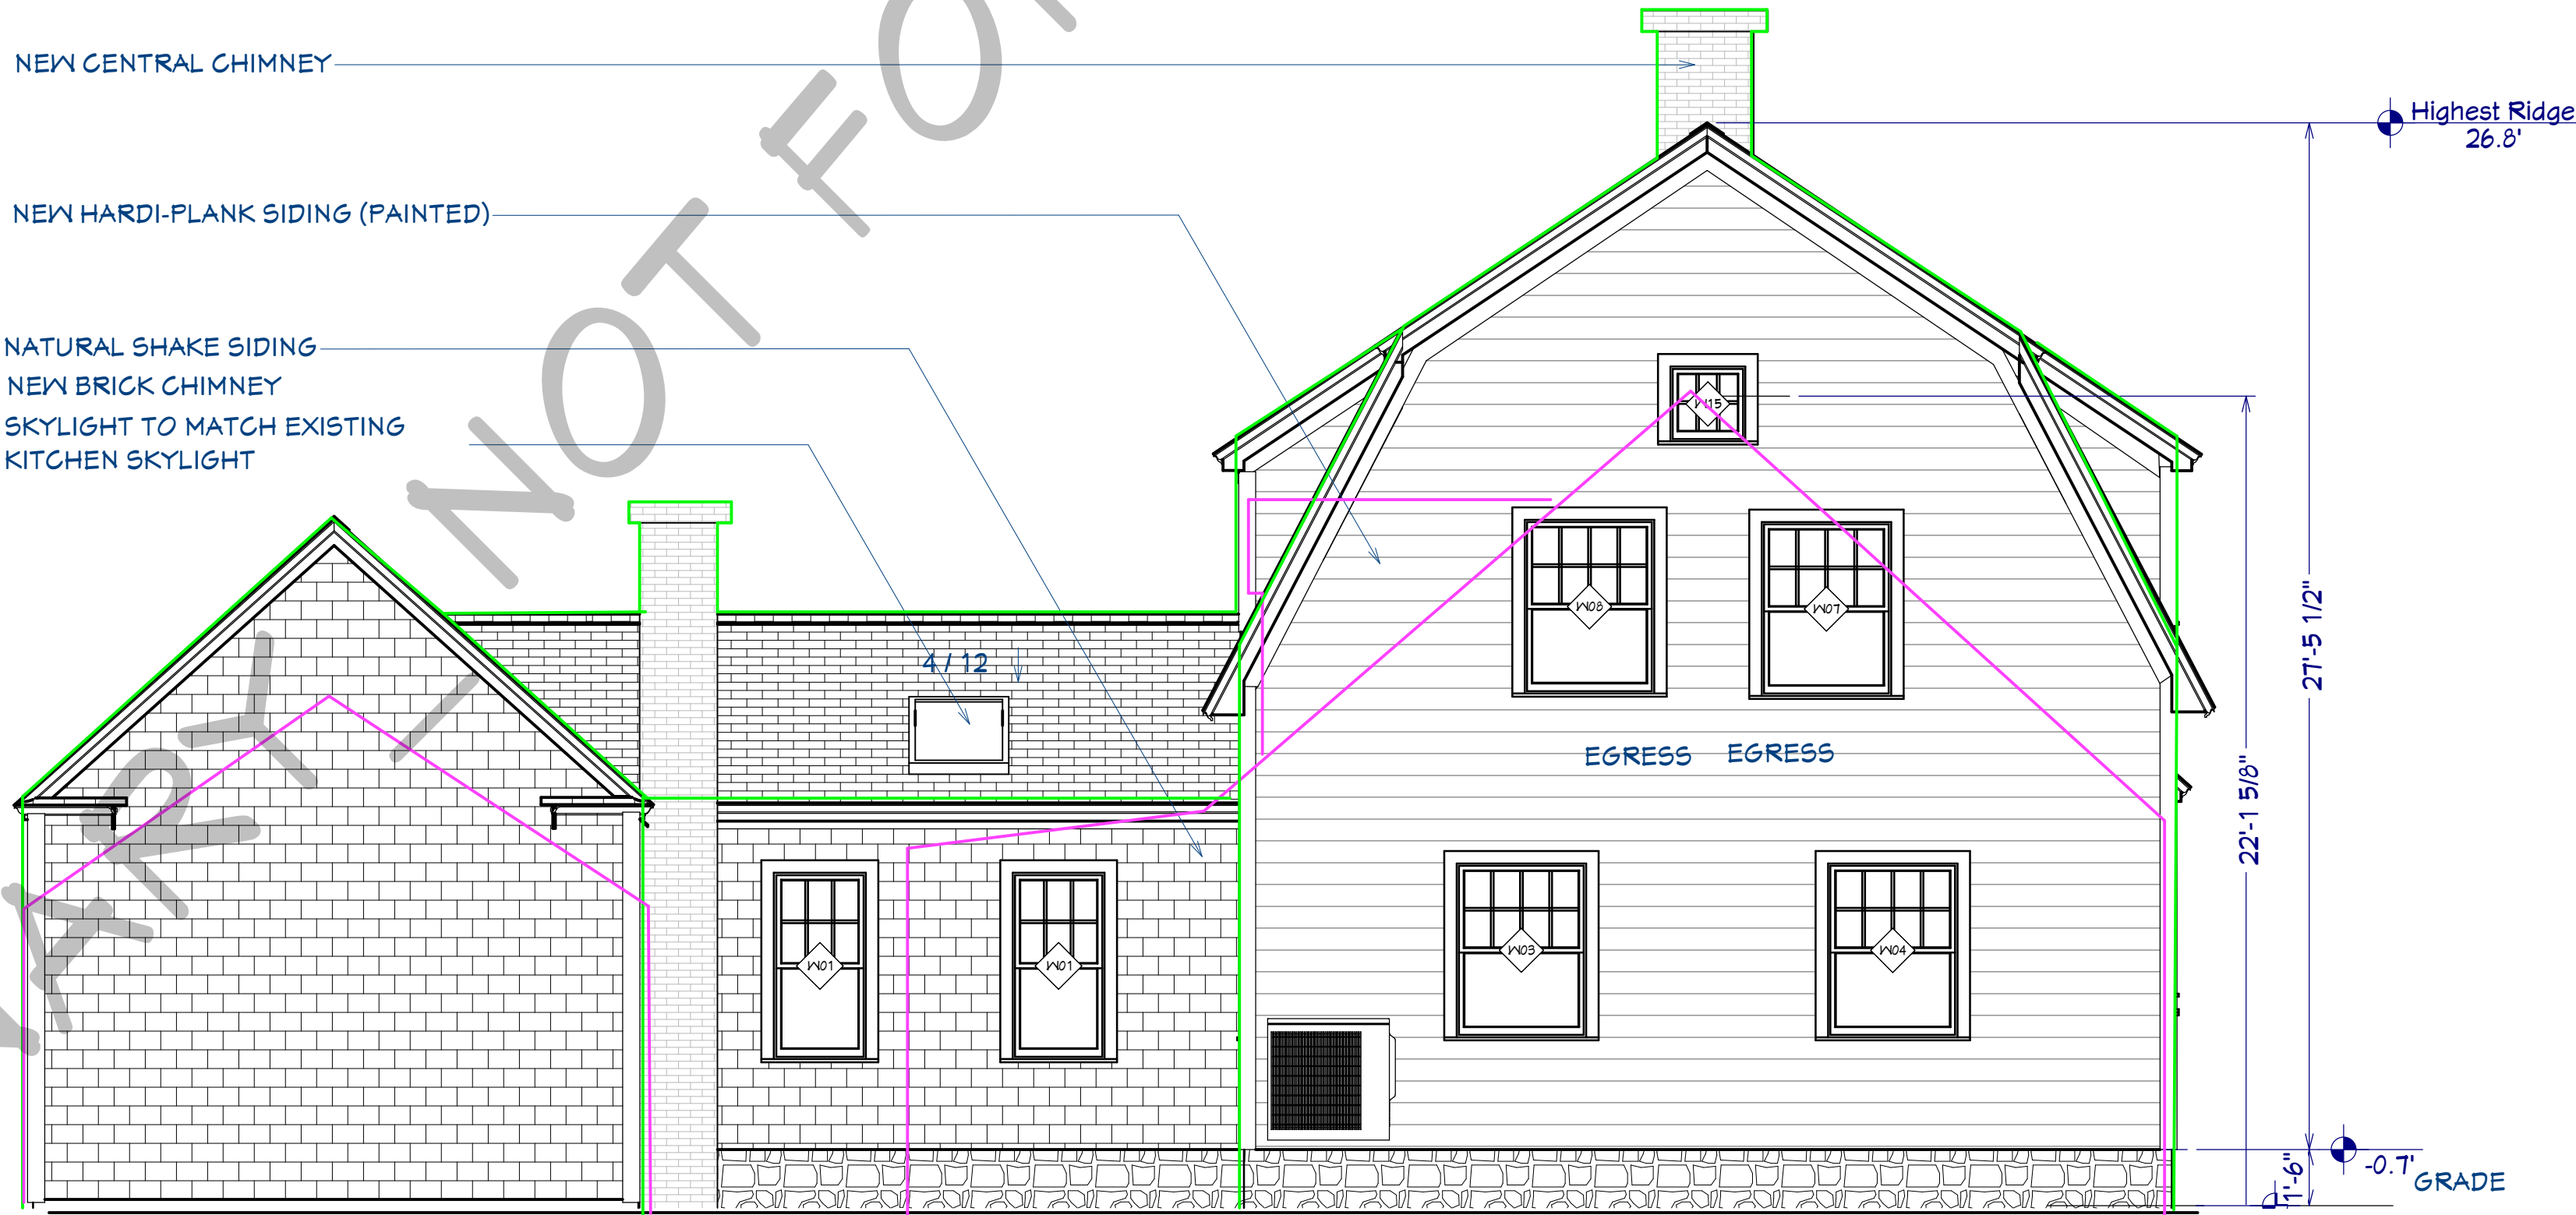 NEW CENTRAL CHIMNEY
Highest Ridge
26.8'
NEW HARDI-PLANK SIDING (PAINTED)
NATURAL SHAKE SIDING
NEW BRICK CHIMNEY
SKYLIGHT TO MATCH EXISTING
KITCHEN SKYLIGHT
NOT
W15
W08
W07
4 / 12
27'-5 1/2"
22'-1 5/8"
EGRESS EGRESS
W01
W01
W03
W04
1'-6"
-0.7'
GRADE